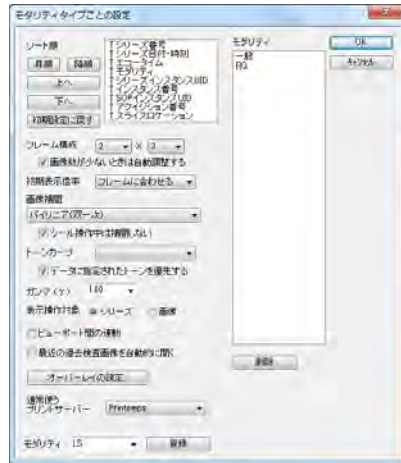 モダリティタイプごとの設定
ソート順
昇順 降順
上へ
下へ
初期設定に戻す
↑シリーズ番号
↑シリーズ日付・時刻
↑エコータイム
↑モダリティ
↑シリーズインスタンスUID
↑インスタンス番号
↑SOPインスタンスUID
↑アクイジション番号
↑スライスロケーション
フレーム構成 2 × 2
画像数が少ないときは自動調整する
初期表示倍率 フレームに合わせる
画像補間
バイリニア(双一次)
ツール操作中は補間しない
トーンカーブ
データに指定されたトーンを優先する
ガンマ(γ) 1.00
表示操作対象 シリーズ 画像
ビューポート間の連動
最近の過去検査画像を自動的に開く
オーバーレイの設定
通常使う
プリントサーバー Printemps
モダリティ
登録
モダリティ
一般
削除
OK
キャンセル